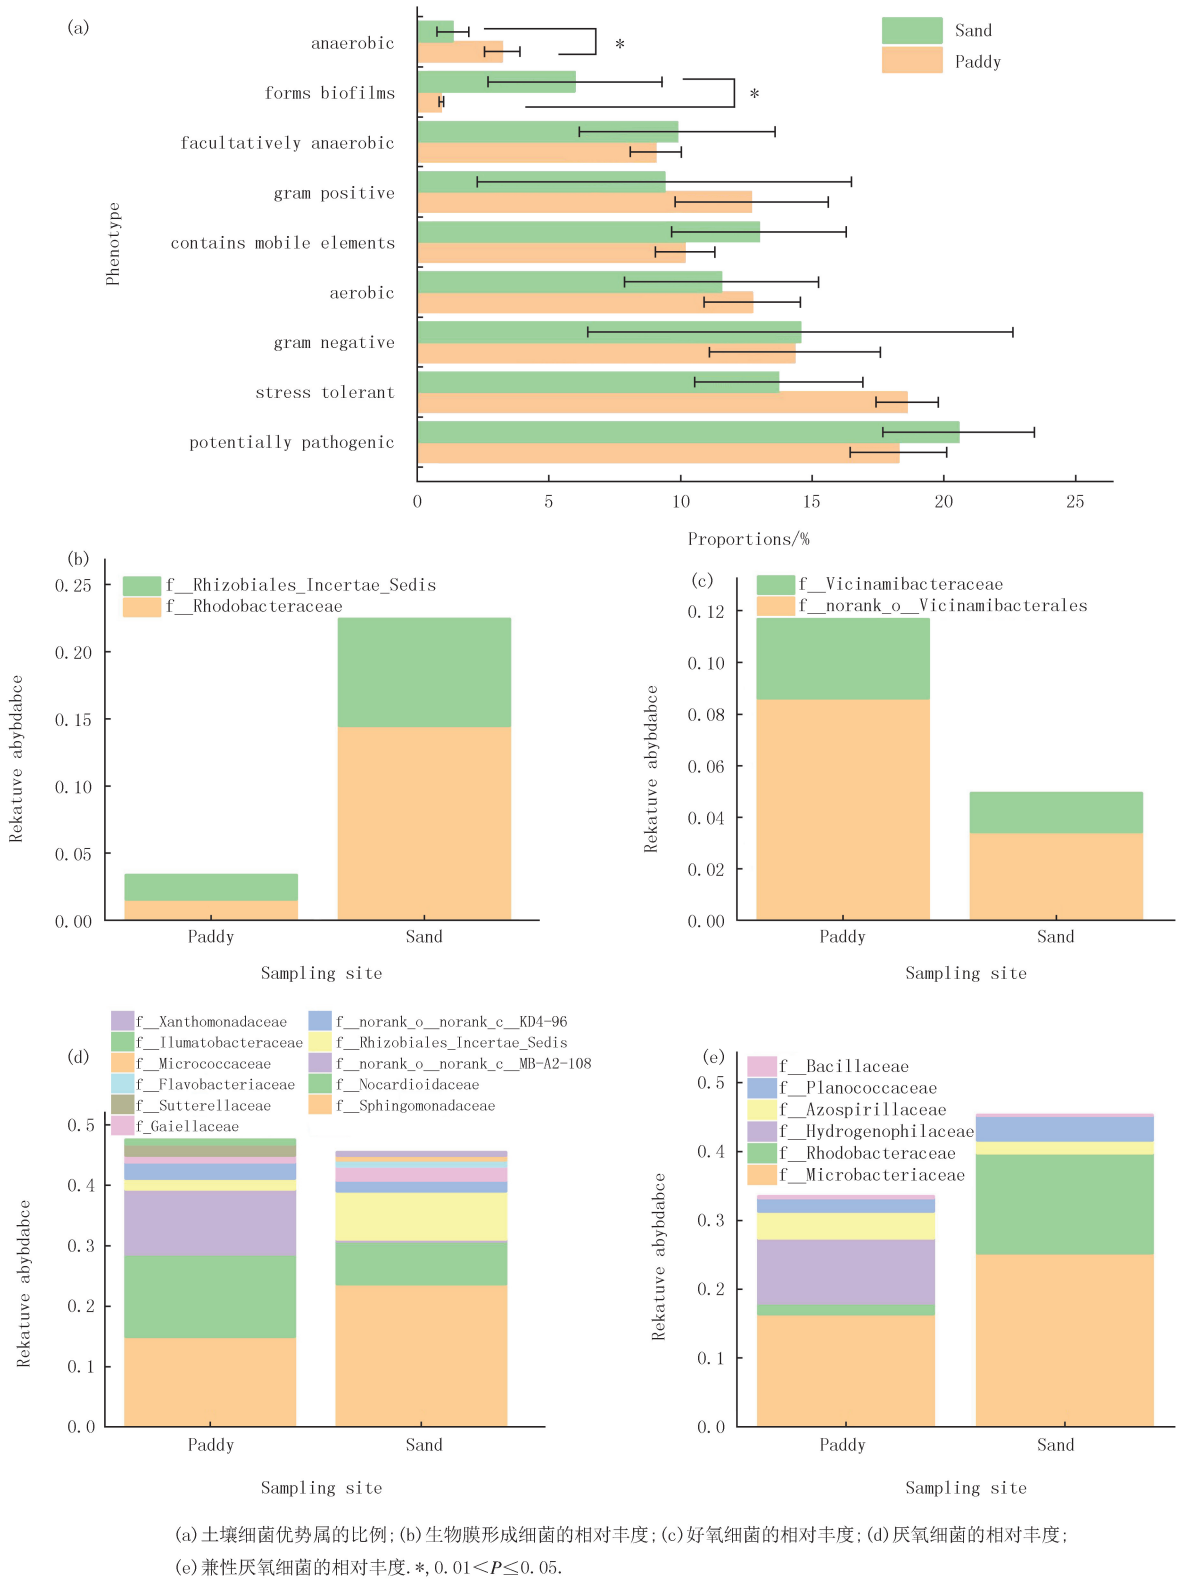 (a)
Sand
Paddy
anaerobic
*
forms biofilms
*
facultatively anaerobic
gram positive
contains mobile elements
aerobic
gram negative
stress tolerant
potentially pathogenic
Phenotype
0 5 10 15 20 25
Proportions/%
(b)
f__Rhizobiales_Incertae_Sedis
f__Rhodobacteraceae
0.25
0.20
0.15
0.10
0.05
0.00
Rekatuve abybdabce
Paddy Sand
Sampling site
(c)
f__Vicinamibacteraceae
f__norank_o__Vicinamibacterales
0.12
0.10
0.08
0.06
0.04
0.02
0.00
Rekatuve abybdabce
Paddy Sand
Sampling site
(d)
f__Xanthomonadaceae
f__Ilumatobacteraceae
f__Micrococcaceae
f__Flavobacteriaceae
f__Sutterellaceae
f_Gaiellaceae
f__norank_o__norank_c__KD4-96
f__Rhizobiales_Incertae_Sedis
f__norank_o__norank_c__MB-A2-108
f__Nocardioidaceae
f__Sphingomonadaceae
0.5
0.4
0.3
0.2
0.1
0.0
Rekatuve abybdabce
Paddy Sand
Sampling site
(e)
f__Bacillaceae
f__Planococcaceae
f__Azospirillaceae
f__Hydrogenophilaceae
f__Rhodobacteraceae
f__Microbacteriaceae
0.5
0.4
0.3
0.2
0.1
0.0
Rekatuve abybdabce
Paddy Sand
Sampling site
(a)土壤细菌优势属的比例;(b)生物膜形成细菌的相对丰度;(c)好氧细菌的相对丰度;(d)厌氧细菌的相对丰度;
(e)兼性厌氧细菌的相对丰度.*,0.01<P≤0.05.